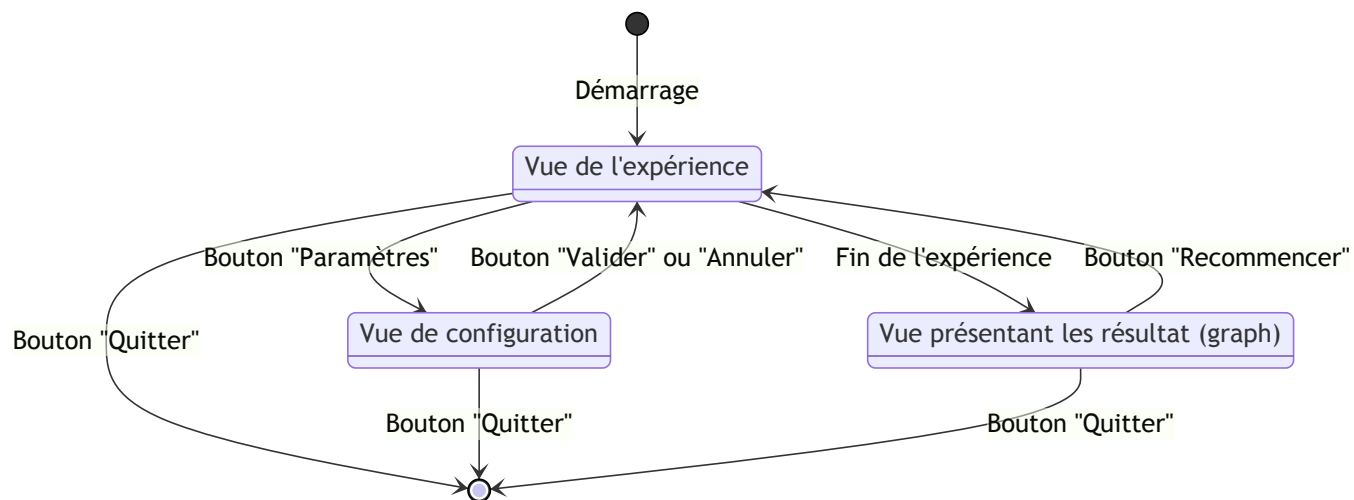 Démarrage
Vue de l'expérience
Bouton "Paramètres"
Bouton "Valider" ou "Annuler"
Fin de l'expérience
Bouton "Recommencer"
Bouton "Quitter"
Vue de configuration
Vue présentant les résultat (graph)
Bouton "Quitter"
Bouton "Quitter"